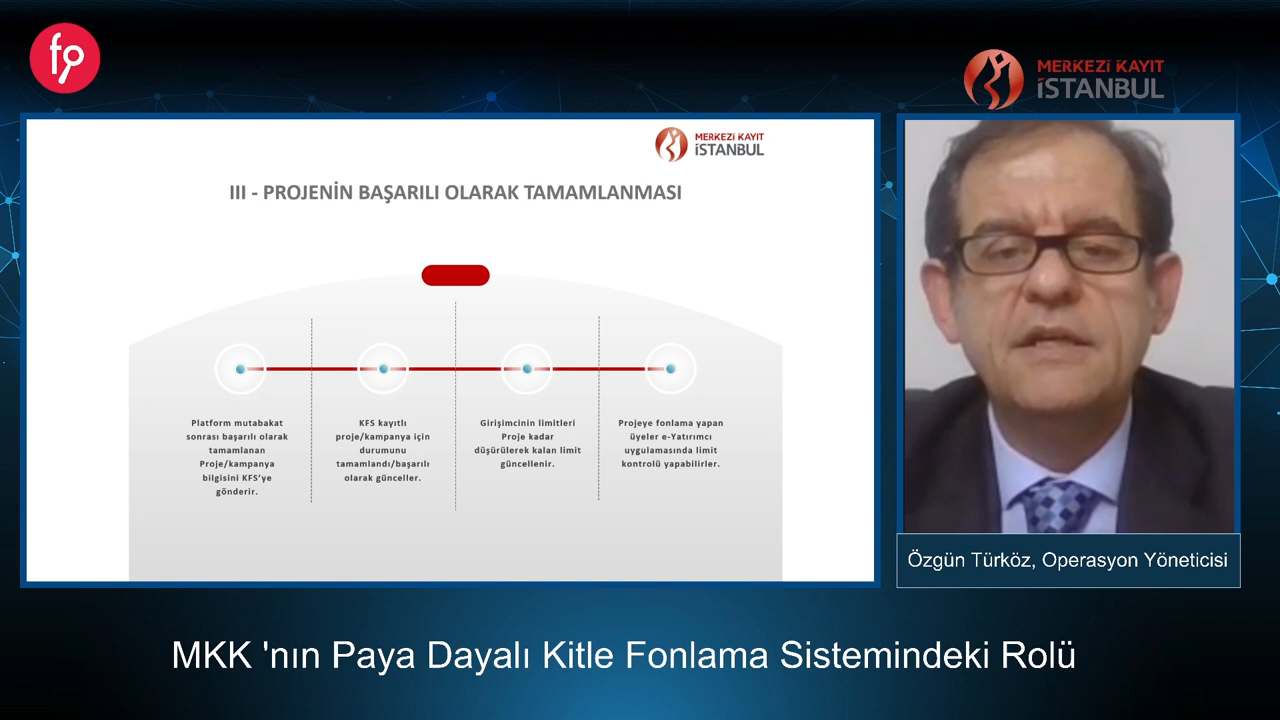 fp
MERKEZİ KAYIT
İSTANBUL
MERKEZİ KAYIT
İSTANBUL
III - PROJENİN BAŞARILI OLARAK TAMAMLANMASI
Platform mutabakat
sonrası başarılı olarak
tamamlanan
Proje/kampanya
bilgisini KFS'ye
gönderir.
KFS kayıtlı
proje/kampanya için
durumunu
tamamlandı/başarılı
olarak günceller.
Girişimcinin limitleri
Proje kadar
düşürülerek kalan limit
güncellenir.
Projeye fonlama yapan
üyeler e-Yatırımcı
uygulamasında limit
kontrolü yapabilirler.
Özgün Türköz, Operasyon Yöneticisi
MKK 'nın Paya Dayalı Kitle Fonlama Sistemindeki Rolü